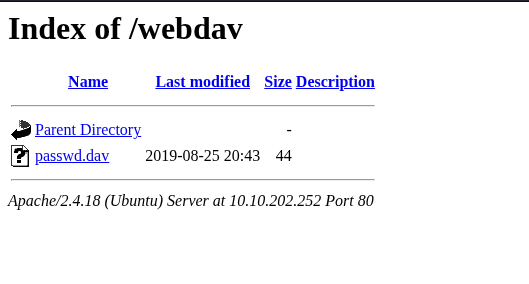 Index of /webdav
Name Last modified Size Description
Parent Directory -
passwd.dav 2019-08-25 20:43 44
Apache/2.4.18 (Ubuntu) Server at 10.10.202.252 Port 80